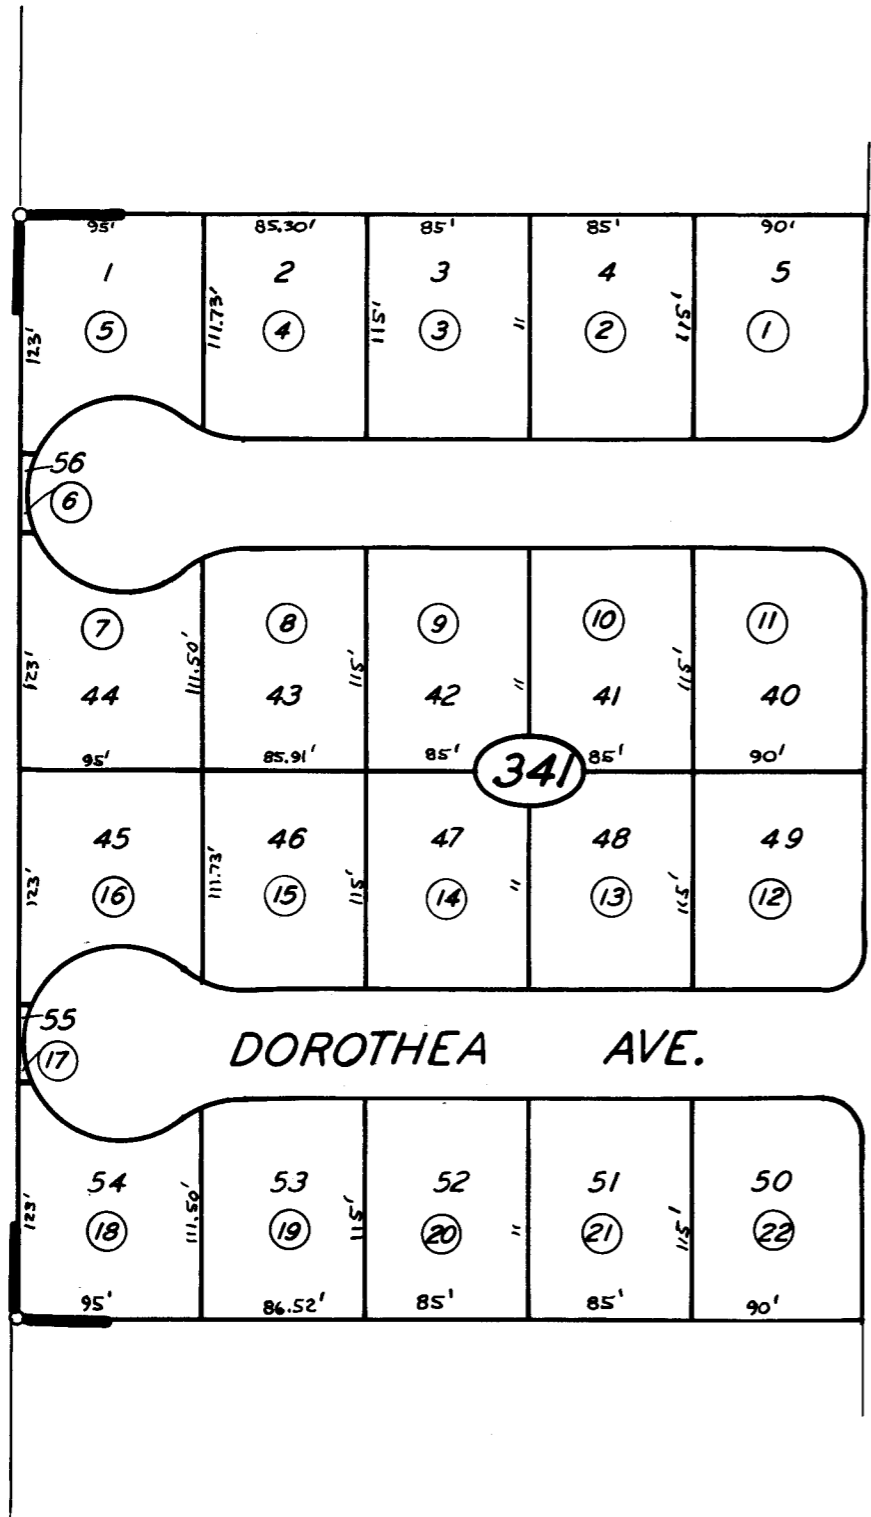 95' 85.30' 85' 85' 90'
1 2 3 4 5
123' 111.73' 115' " 115'
5 4 3 2 1
56
6
7 8 9 10 11
123' 111.50' 115' " 115'
44 43 42 41 40
95' 85.91' 85' 85' 90'
341
45 46 47 48 49
123' 111.73' 115' " 115'
16 15 14 13 12
55
17
DOROTHEA AVE.
54 53 52 51 50
123' 111.50' 115' " 115'
18 19 20 21 22
95' 86.52' 85' 85' 90'